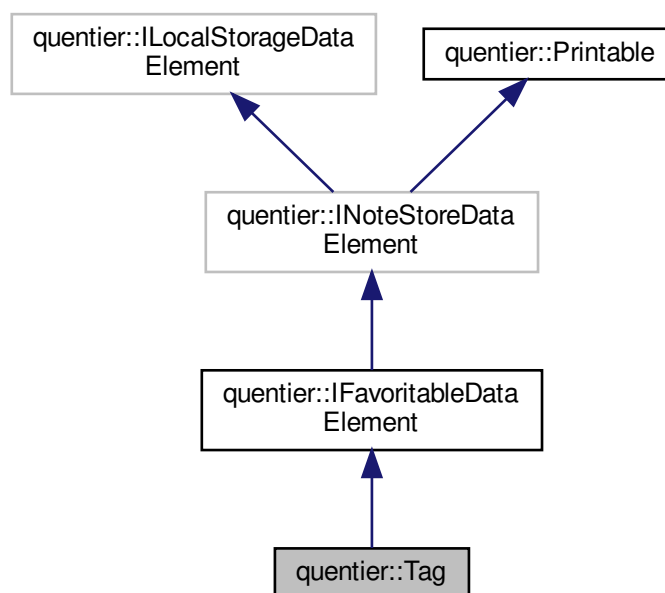 quentier::ILocalStorageData
Element
quentier::Printable
quentier::INoteStoreData
Element
quentier::IFavoritableData
Element
quentier::Tag